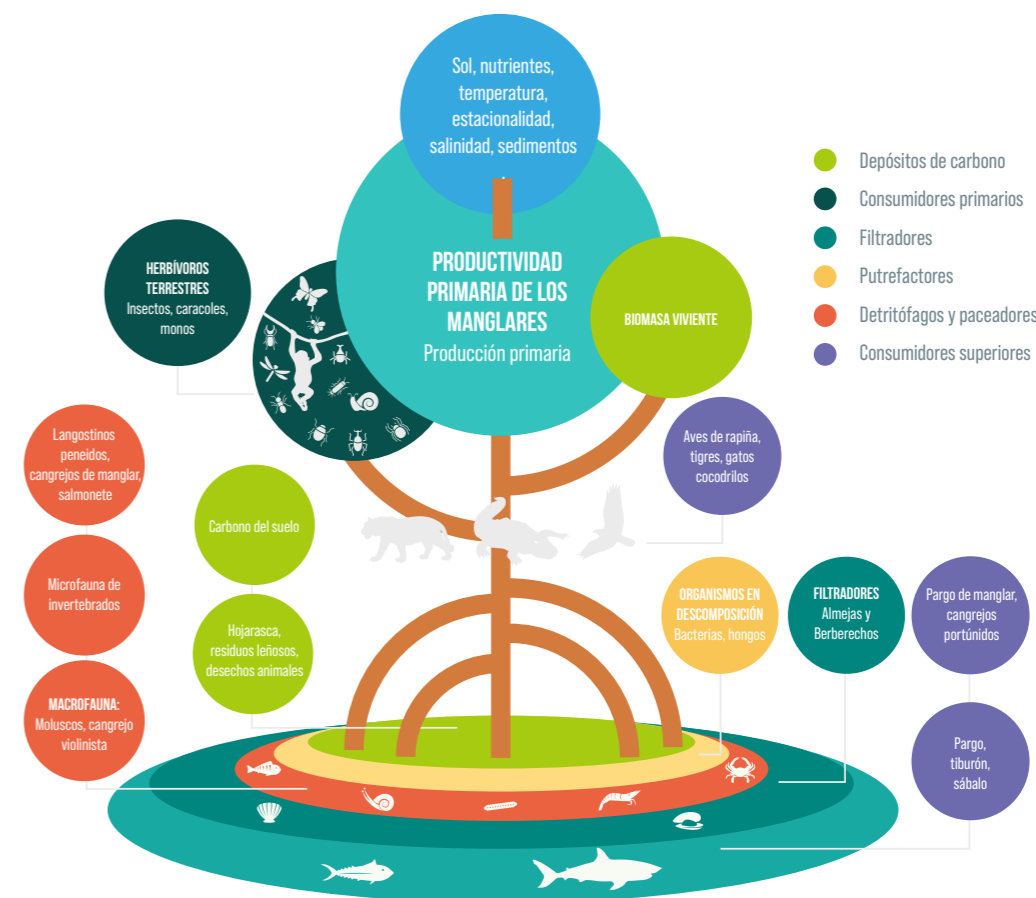 Sol, nutrientes,
temperatura,
estacionalidad,
salinidad, sedimentos
PRODUCTIVIDAD
PRIMARIA DE LOS
MANGLARES
Producción primaria
BIOMASA VIVIENTE
HERBÍVOROS
TERRESTRES
Insectos, caracoles,
monos
Depósitos de carbono
Consumidores primarios
Filtradores
Putrefactores
Detritófagos y paceadores
Consumidores superiores
Langostinos
peneidos,
cangrejos de manglar,
salmonete
Microfauna de
invertebrados
MACROFAUNA:
Moluscos, cangrejo
violinista
Carbono del suelo
Hojarasca,
residuos leñosos,
desechos animales
Aves de rapiña,
tigres, gatos
cocodrilos
ORGANISMOS EN
DESCOMPOSICIÓN
Bacterias, hongos
FILTRADORES
Almejas y
Berberechos
Pargo de manglar,
cangrejos
portúnidos
Pargo,
tiburón,
sábalo